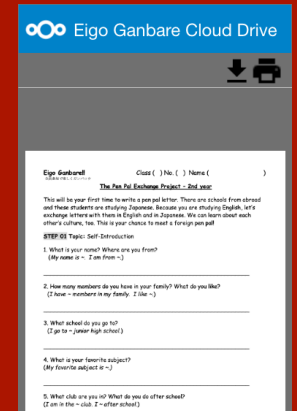 Eigo Ganbare Cloud Drive
Eigo Ganbare!! Class ( ) No. ( ) Name ( )
The Pen Pal Exchange Project – 2nd year
This will be your first time to write a pen pal letter. There are schools from abroad
and these students are studying Japanese. Because you are studying English, let's
exchange letters with them in English and in Japanese. We can learn about each
other's culture, too. This is your chance to meet a foreign pen pal!
STEP 01 Topic: Self-Introduction
1. What is your name? Where are you from?
(My name is ~. I am from ~.)
2. How many members do you have in your family? What do you like?
(I have ~ members in my family. I like ~.)
3. What school do you go to?
(I go to ~ junior high school.)
4. What is your favorite subject?
(My favorite subject is ~.)
5. What club are you in? What do you do after school?
(I am in the ~ club. I ~ after school.)